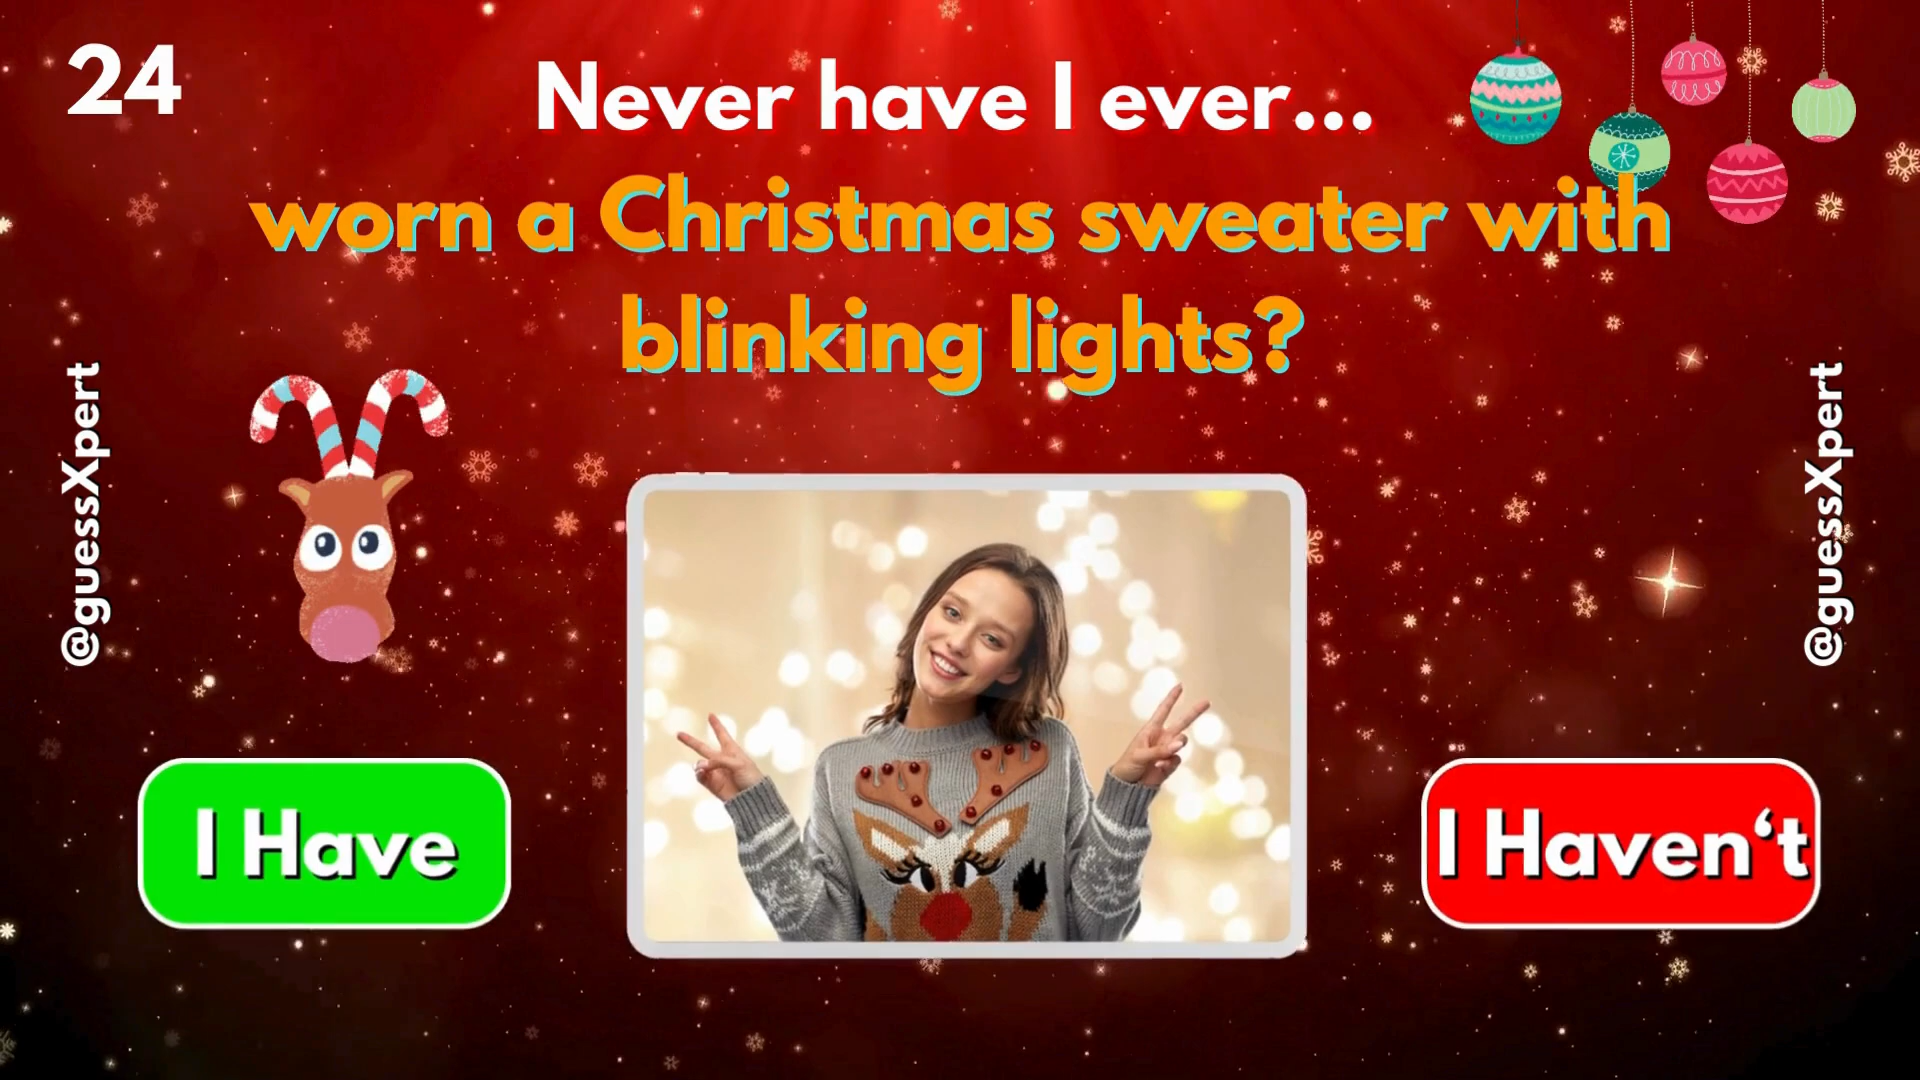 24
Never have I ever...
worn a Christmas sweater with
blinking lights?
@guessXpert
@guessXpert
I Have
I Haven‘t